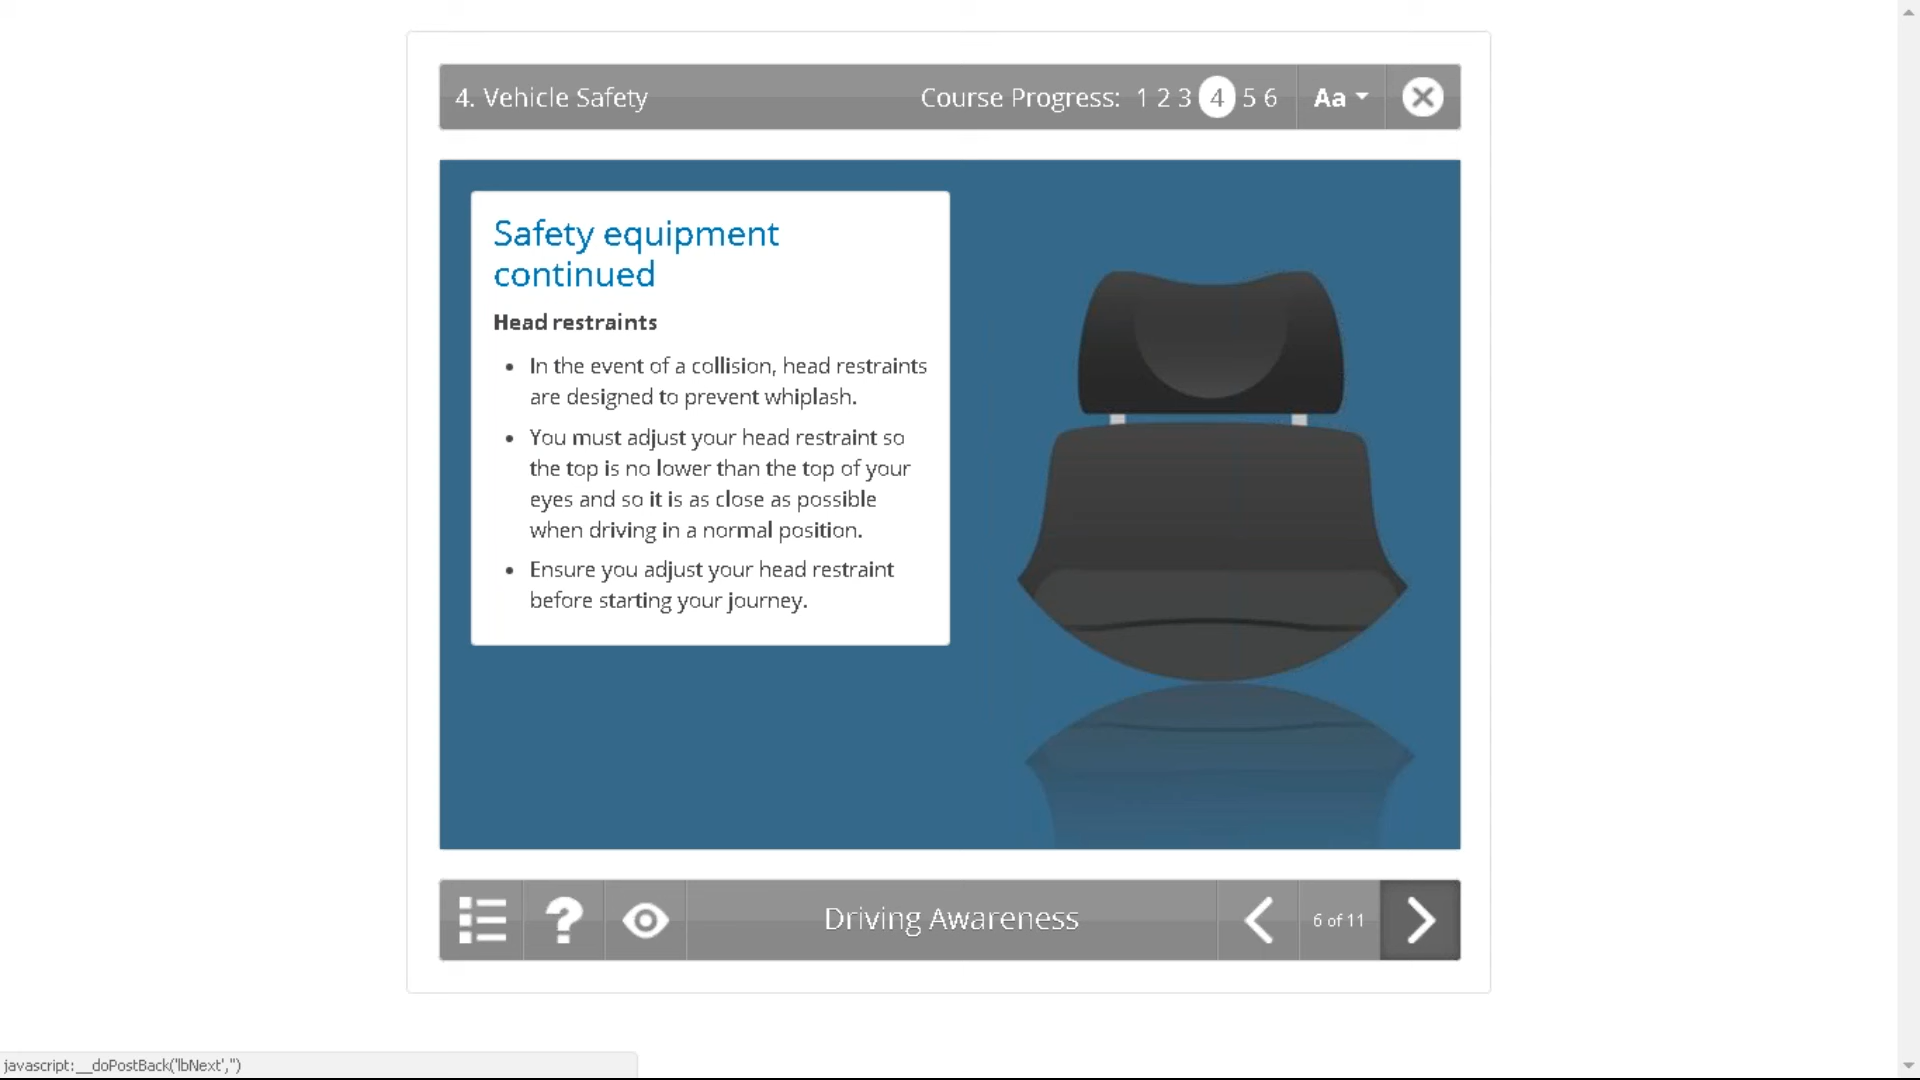 4. Vehicle Safety
Course Progress: 1 2 3 4 5 6
Aa
Safety equipment
continued
Head restraints
• In the event of a collision, head restraints
are designed to prevent whiplash.
• You must adjust your head restraint so
the top is no lower than the top of your
eyes and so it is as close as possible
when driving in a normal position.
• Ensure you adjust your head restraint
before starting your journey.
?
Driving Awareness
6 of 11
javascript:__doPostBack('lbNext','')